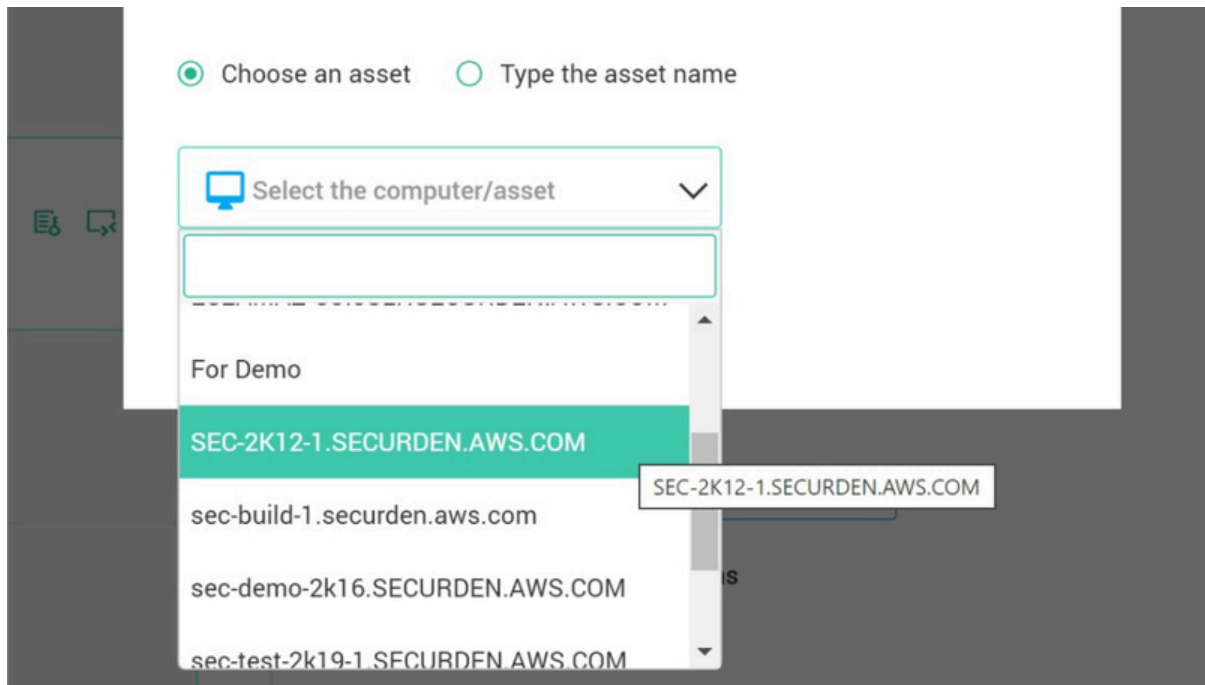 Choose an asset Type the asset name
Select the computer/asset
For Demo
SEC-2K12-1.SECURDEN.AWS.COM
SEC-2K12-1.SECURDEN.AWS.COM
sec-build-1.securden.aws.com
sec-demo-2k16.SECURDEN.AWS.COM
sec-test-2k19-1.SECURDEN.AWS.COM